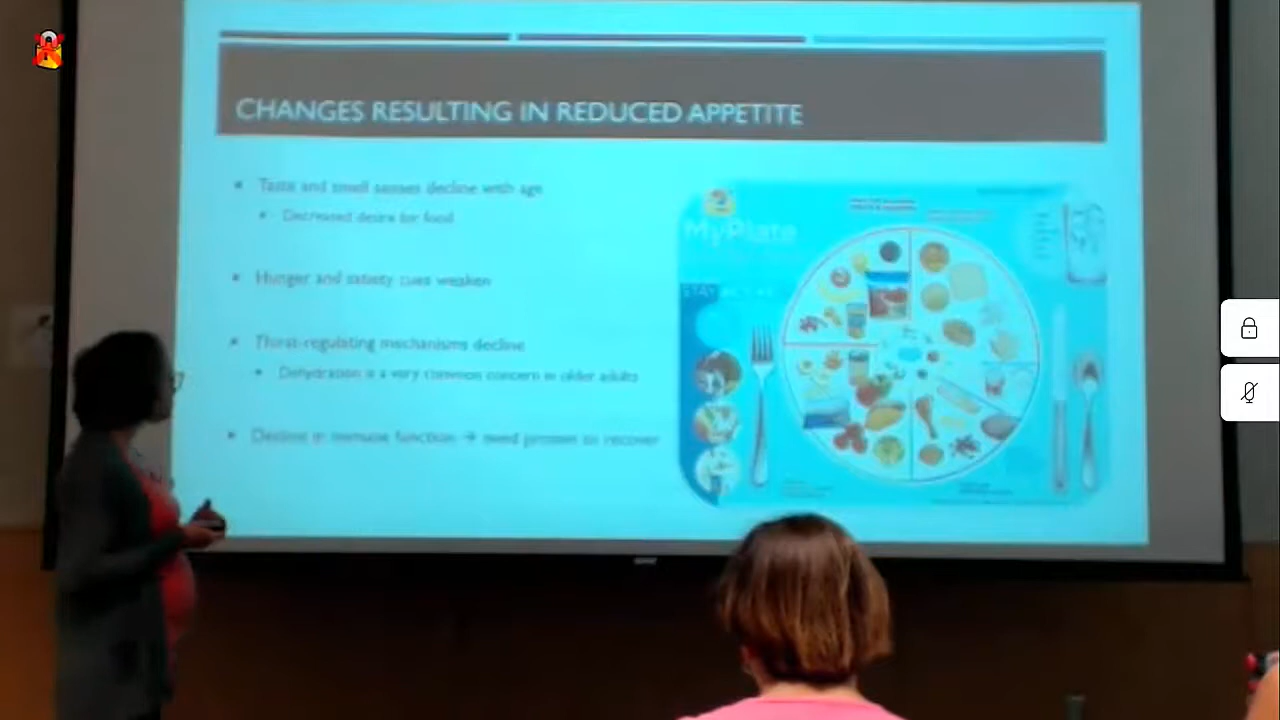 CHANGES RESULTING IN REDUCED APPETITE
Taste and smell senses decline with age
Decreased desire for food
Hunger and satiety cues weaken
Thirst-regulating mechanisms decline
Dehydration is a very common concern in older adults
Decline in immune function → need protein to recover
MyPlate
STAY